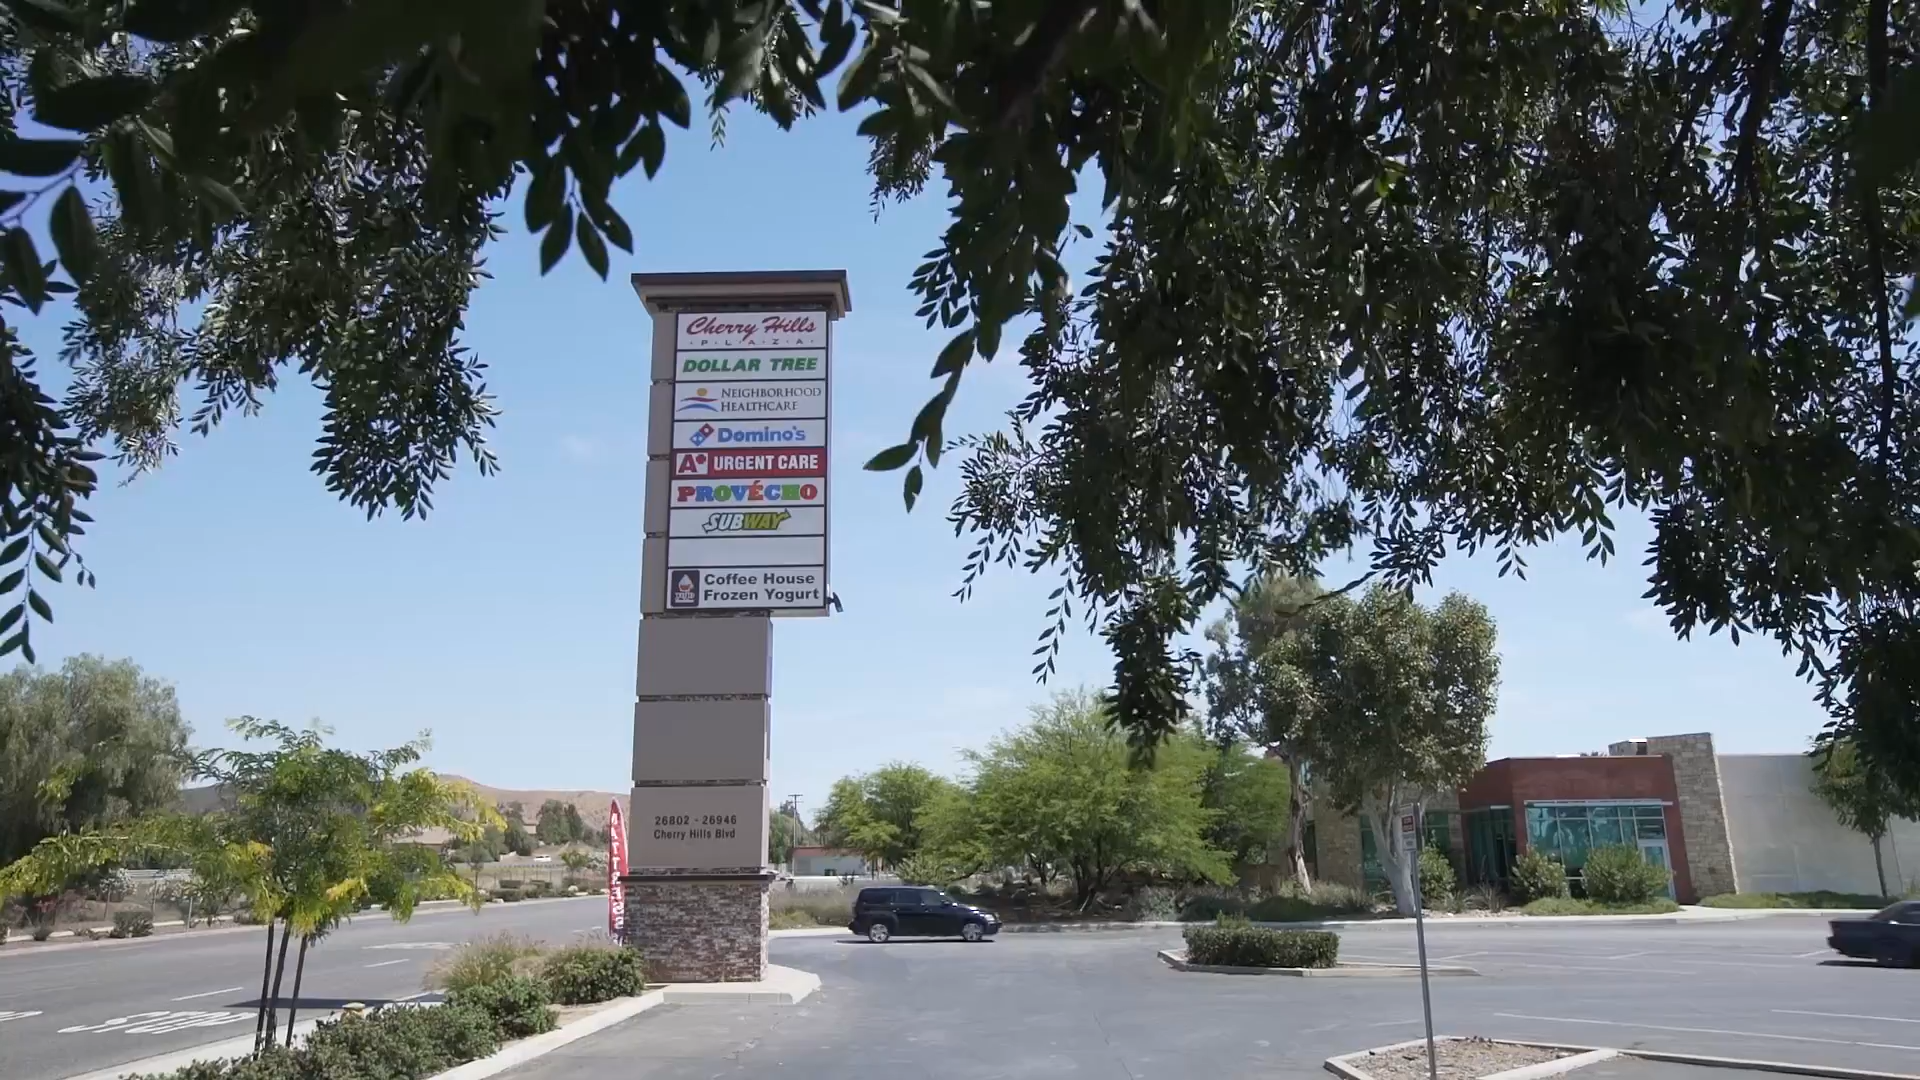 Cherry Hills
P·L·A·Z·A
DOLLAR TREE
NEIGHBORHOOD
HEALTHCARE
Domino's
A+ URGENT CARE
PROVÉCHO
SUBWAY
Coffee House
Frozen Yogurt
26802 - 26946
Cherry Hills Blvd
STOP